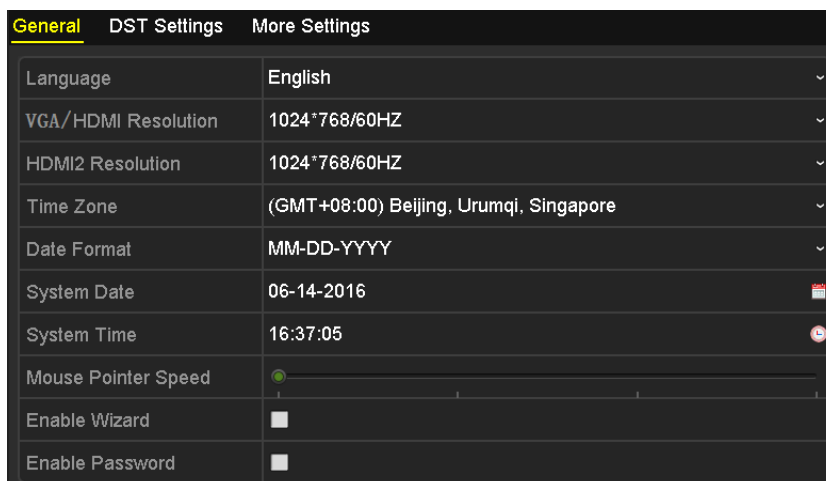 General DST Settings More Settings
Language English
VGA/HDMI Resolution 1024*768/60HZ
HDMI2 Resolution 1024*768/60HZ
Time Zone (GMT+08:00) Beijing, Urumqi, Singapore
Date Format MM-DD-YYYY
System Date 06-14-2016
System Time 16:37:05
Mouse Pointer Speed
Enable Wizard
Enable Password